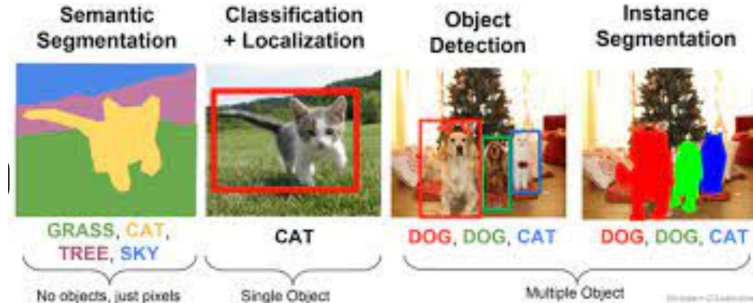 Semantic
Segmentation
Classification
+ Localization
Object
Detection
Instance
Segmentation
GRASS, CAT,
TREE, SKY
CAT
DOG, DOG, CAT
DOG, DOG, CAT
No objects, just pixels
Single Object
Multiple Object